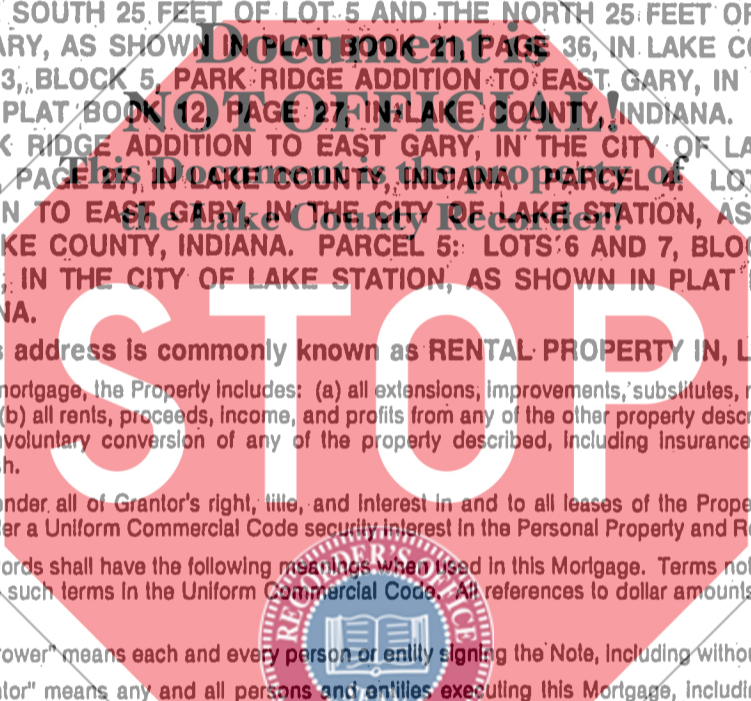 SOUTH 25 FEET OF LOT 5 AND THE NORTH 25 FEET OF
ARY, AS SHOWN IN PLAT BOOK 21, PAGE 36, IN LAKE C
Document is
3, BLOCK 5, PARK RIDGE ADDITION TO EAST GARY, IN
PLAT BOOK 12, PAGE 27, IN LAKE COUNTY, INDIANA.
NOT OFFICIAL!
K RIDGE ADDITION TO EAST GARY, IN THE CITY OF LA
, PAGE 27, IN LAKE COUNTY, INDIANA. PARCEL 4: LOT
This Document is the property of
N TO EAST GARY, IN THE CITY OF LAKE STATION, AS
the Lake County Recorder!
KE COUNTY, INDIANA. PARCEL 5: LOTS 6 AND 7, BLOC
, IN THE CITY OF LAKE STATION, AS SHOWN IN PLAT
NA.
STOP
s address is commonly known as RENTAL PROPERTY IN, L
mortgage, the Property includes: (a) all extensions, improvements, substitutes,
(b) all rents, proceeds, income, and profits from any of the other property desc
nvoluntary conversion of any of the property described, including insurance
h.
ender all of Grantor's right, title, and interest in and to all leases of the Prope
er a Uniform Commercial Code security interest in the Personal Property and R
ords shall have the following meanings when used in this Mortgage. Terms not
such terms in the Uniform Commercial Code. All references to dollar amounts
RECORDER'S OFFICE
ower" means each and every person or entity signing the Note, including withou
ntor" means any and all persons and entities executing this Mortgage, includi